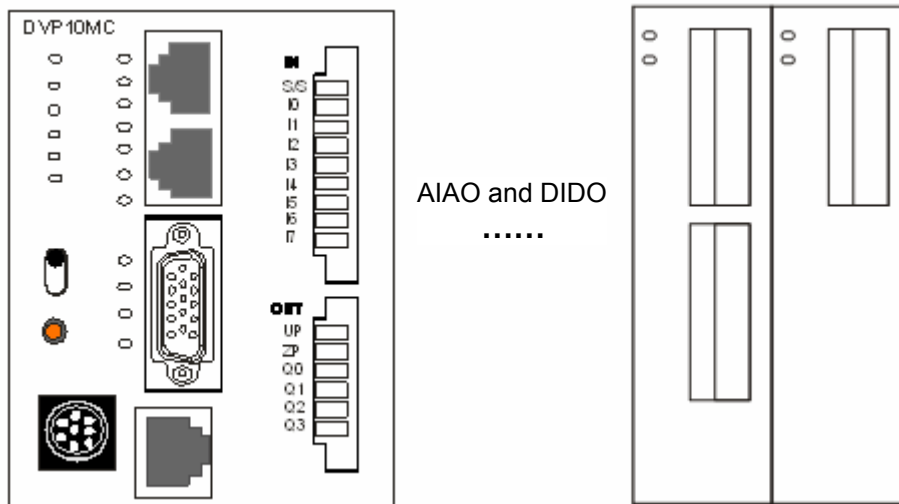 DVP10MC
IN
S/S
I0
I1
I2
I3
I4
I5
I6
I7
OUT
UP
ZP
Q0
Q1
Q2
Q3
AIAO and DIDO
......